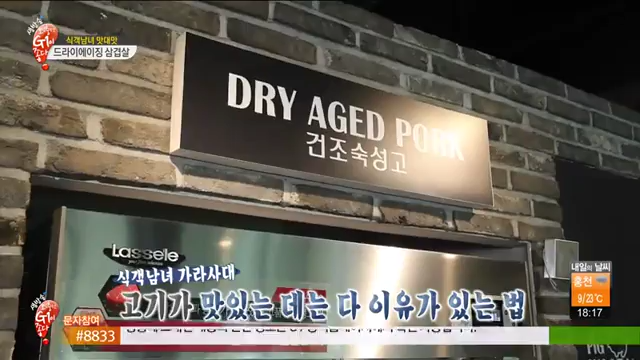 식객남녀 맛대맛
드라이에이징 삼겹살
DRY AGED PORK
건조숙성고
Lassele
식객남녀 가라사대
고기가 맛있는 데는 다 이유가 있는 법
내일의 날씨
홍천
9/23℃
18:17
문자참여
#8833
PIG